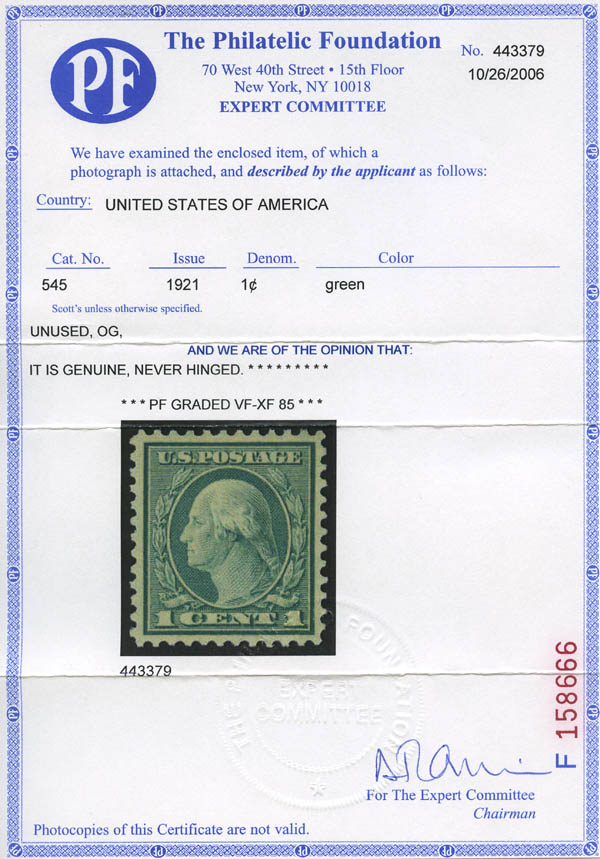 PF
The Philatelic Foundation
70 West 40th Street • 15th Floor
New York, NY 10018
EXPERT COMMITTEE
No. 443379
10/26/2006
We have examined the enclosed item, of which a
photograph is attached, and described by the applicant as follows:
Country: UNITED STATES OF AMERICA
Cat. No. Issue Denom. Color
545 1921 1¢ green
Scott's unless otherwise specified.
UNUSED, OG,
AND WE ARE OF THE OPINION THAT:
IT IS GENUINE, NEVER HINGED. * * * * * * * * *
* * * PF GRADED VF-XF 85 * * *
U.S. POSTAGE
1 CENT 1
443379
EXPERT
COMMITTEE
F 158666
For The Expert Committee
Chairman
Photocopies of this Certificate are not valid.